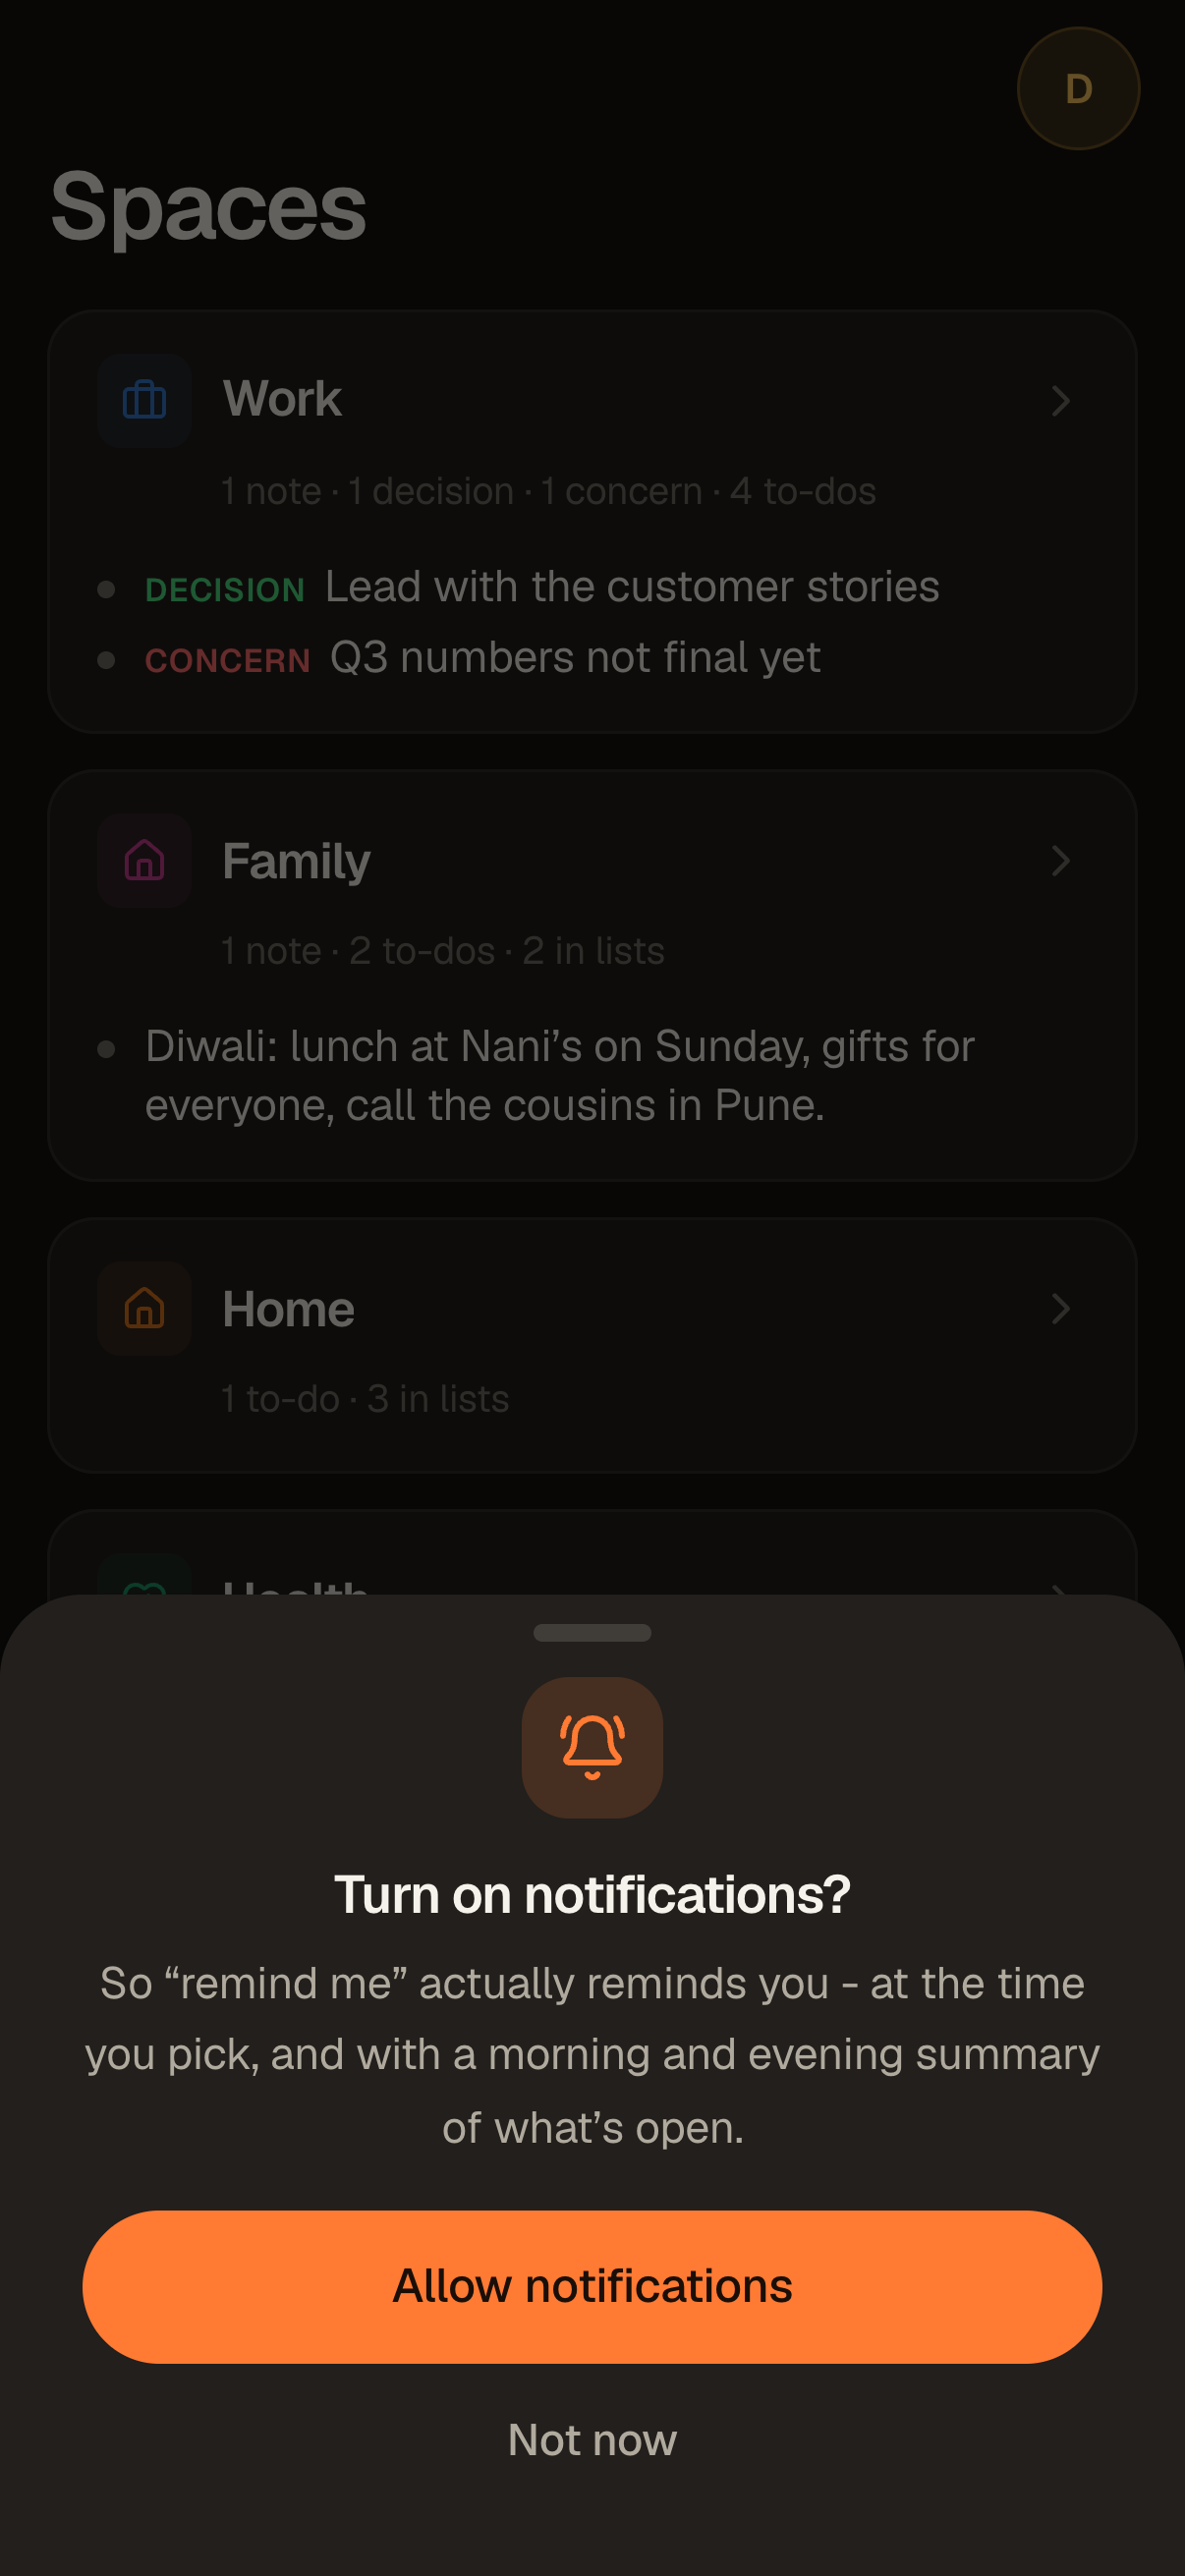 D
Spaces
Work
1 note · 1 decision · 1 concern · 4 to-dos
DECISION Lead with the customer stories
CONCERN Q3 numbers not final yet
Family
1 note · 2 to-dos · 2 in lists
Diwali: lunch at Nani’s on Sunday, gifts for
everyone, call the cousins in Pune.
Home
1 to-do · 3 in lists
Health
Turn on notifications?
So “remind me” actually reminds you - at the time
you pick, and with a morning and evening summary
of what’s open.
Allow notifications
Not now